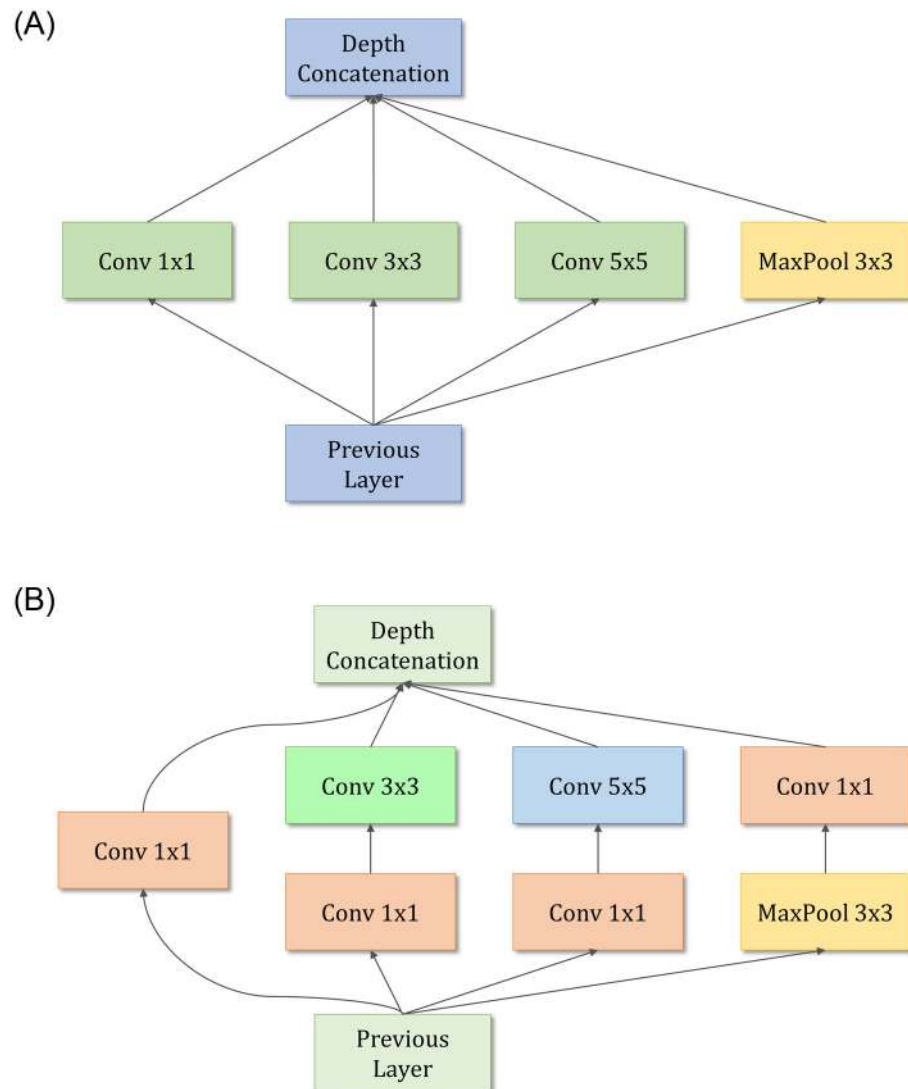 (A)
Depth
Concatenation
Conv 1x1
Conv 3x3
Conv 5x5
MaxPool 3x3
Previous
Layer
(B)
Depth
Concatenation
Conv 3x3
Conv 5x5
Conv 1x1
Conv 1x1
Conv 1x1
Conv 1x1
MaxPool 3x3
Previous
Layer